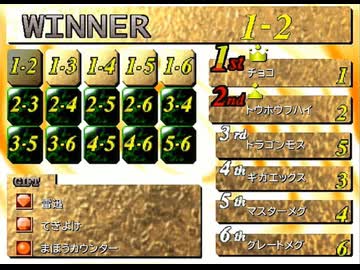 WINNER 1-2
1-2 1-3 1-4 1-5 1-6
2-3 2-4 2-5 2-6 3-4
3-5 3-6 4-5 4-6 5-6
GIFT
雷迅
てきよけ
まほうカウンター
1st チョコ 1
2nd トウホウフハイ 2
3rd ドラゴンモス 5
4th ギガエッグス 3
5th マスターメグ 4
6th グレートメグ 6